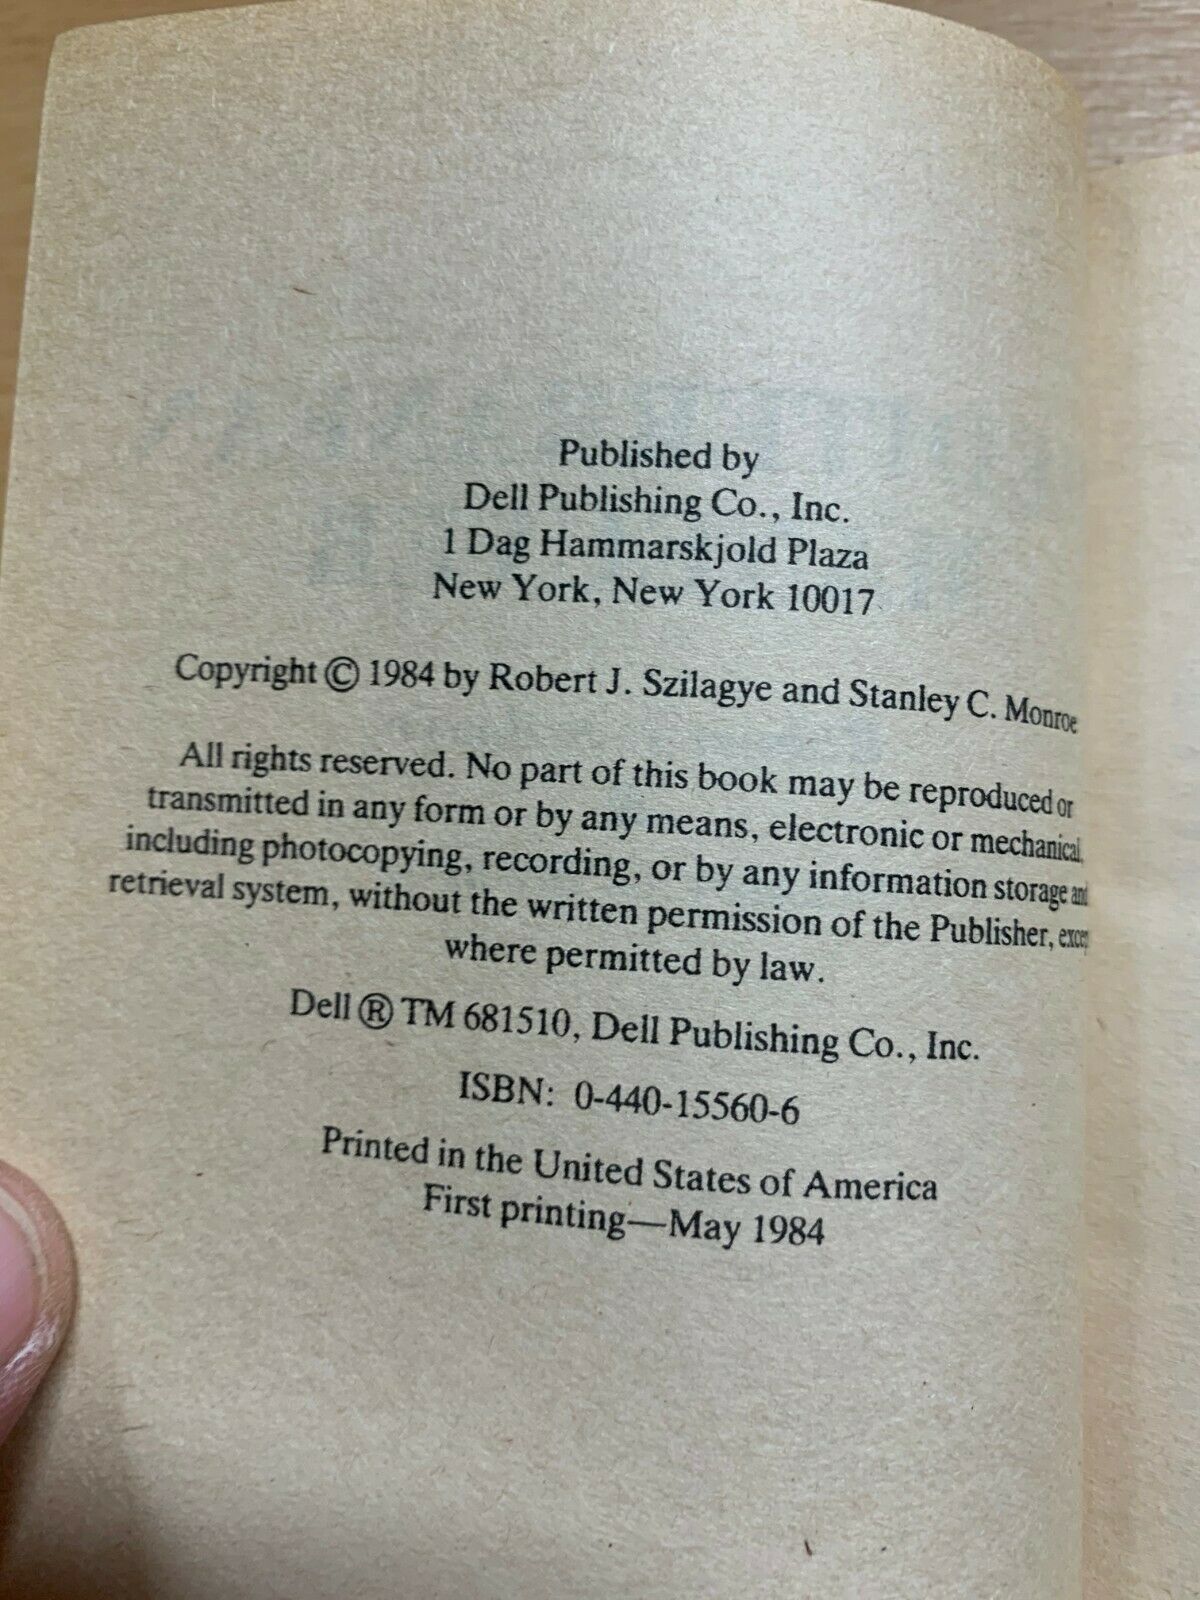 Published by
Dell Publishing Co., Inc.
1 Dag Hammarskjold Plaza
New York, New York 10017
Copyright © 1984 by Robert J. Szilagye and Stanley C. Monroe
All rights reserved. No part of this book may be reproduced or
transmitted in any form or by any means, electronic or mechanical,
including photocopying, recording, or by any information storage and
retrieval system, without the written permission of the Publisher, except
where permitted by law.
Dell ® TM 681510, Dell Publishing Co., Inc.
ISBN: 0-440-15560-6
Printed in the United States of America
First printing—May 1984